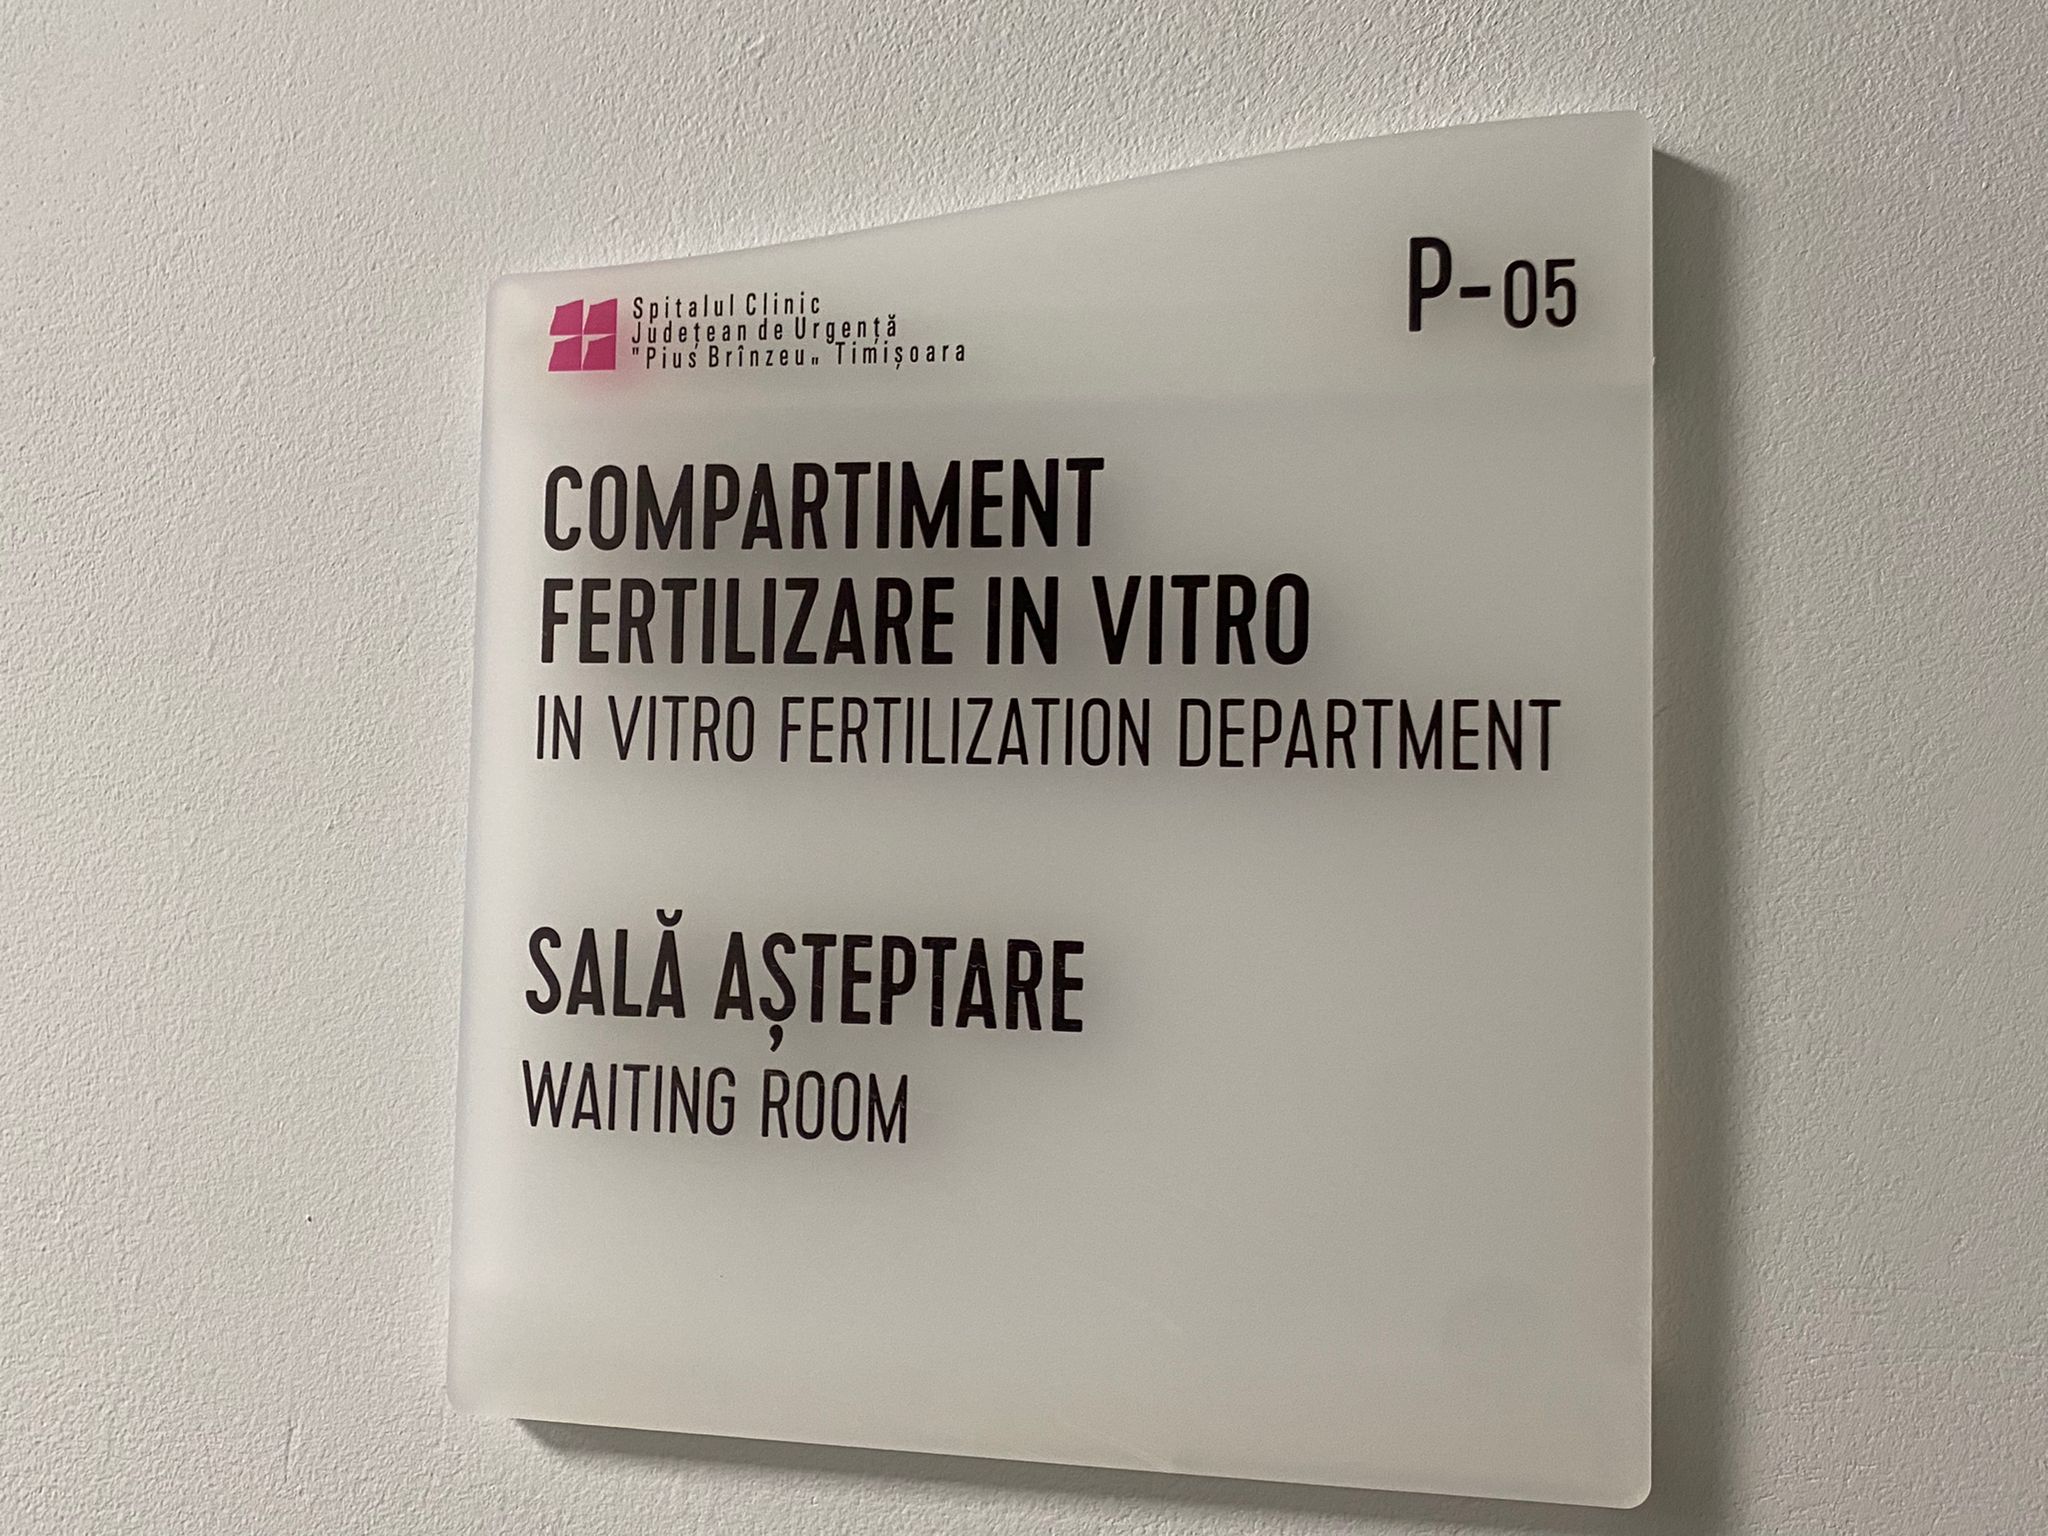 Spitalul Clinic
Județean de Urgență
"Pius Brînzeu„ Timișoara
P-05
COMPARTIMENT
FERTILIZARE IN VITRO
IN VITRO FERTILIZATION DEPARTMENT
SALĂ AȘTEPTARE
WAITING ROOM